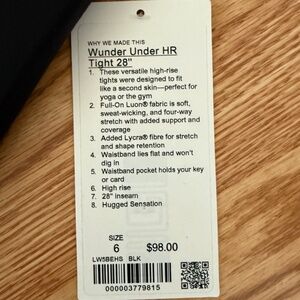 WHY WE MADE THIS
Wunder Under HR
Tight 28"
1. These versatile high-rise
tights were designed to fit
like a second skin—perfect for
yoga or the gym
2. Full-On Luon® fabric is soft,
sweat-wicking, and four-way
stretch with added support and
coverage
3. Added Lycra® fibre for stretch
and shape retention
4. Waistband lies flat and won't
dig in
5. Waistband pocket holds your key
or card
6. High rise
7. 28" inseam
8. Hugged Sensation
SIZE
6 $98.00
LW5BEHS BLK
000003779815